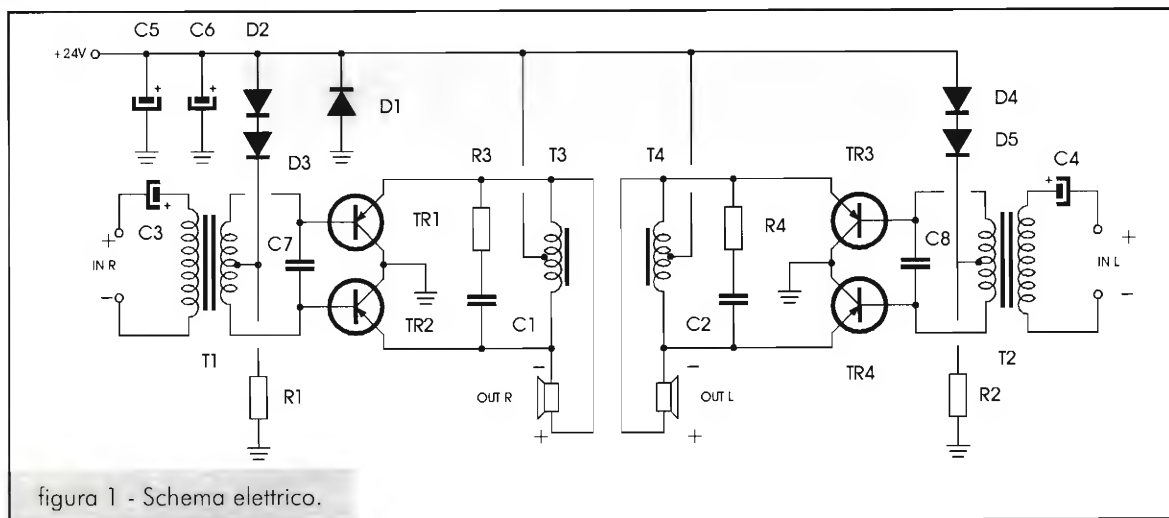 C5 C6 D2
+24V
+ +
D1
D3
R3 T3 T4 TR3
D4
D5
C4
+
C3
+
C7
TR1
R4
C8
+
IN R
-
+
IN L
-
TR2
C1
C2
T1
TR4
T2
R1
-
OUT R
+
-
OUT L
+
R2
figura 1 - Schema elettrico.